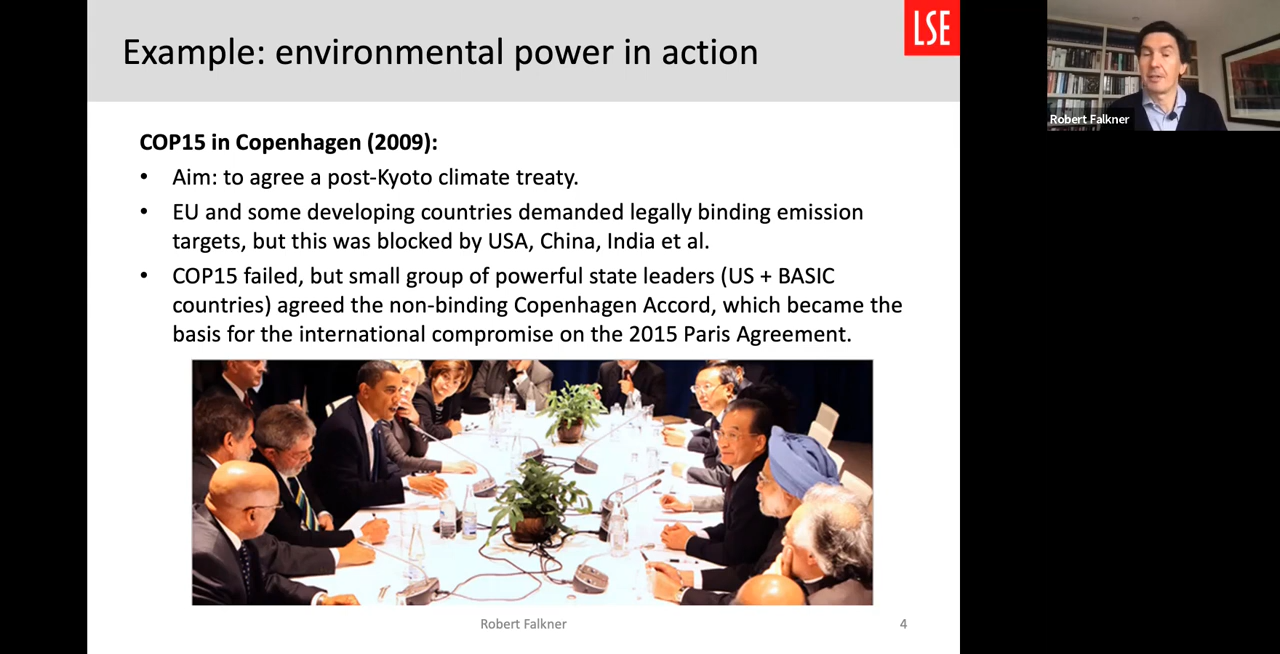 Example: environmental power in action
LSE
COP15 in Copenhagen (2009):
• Aim: to agree a post-Kyoto climate treaty.
• EU and some developing countries demanded legally binding emission
targets, but this was blocked by USA, China, India et al.
• COP15 failed, but small group of powerful state leaders (US + BASIC
countries) agreed the non-binding Copenhagen Accord, which became the
basis for the international compromise on the 2015 Paris Agreement.
Robert Falkner
4
Robert Falkner